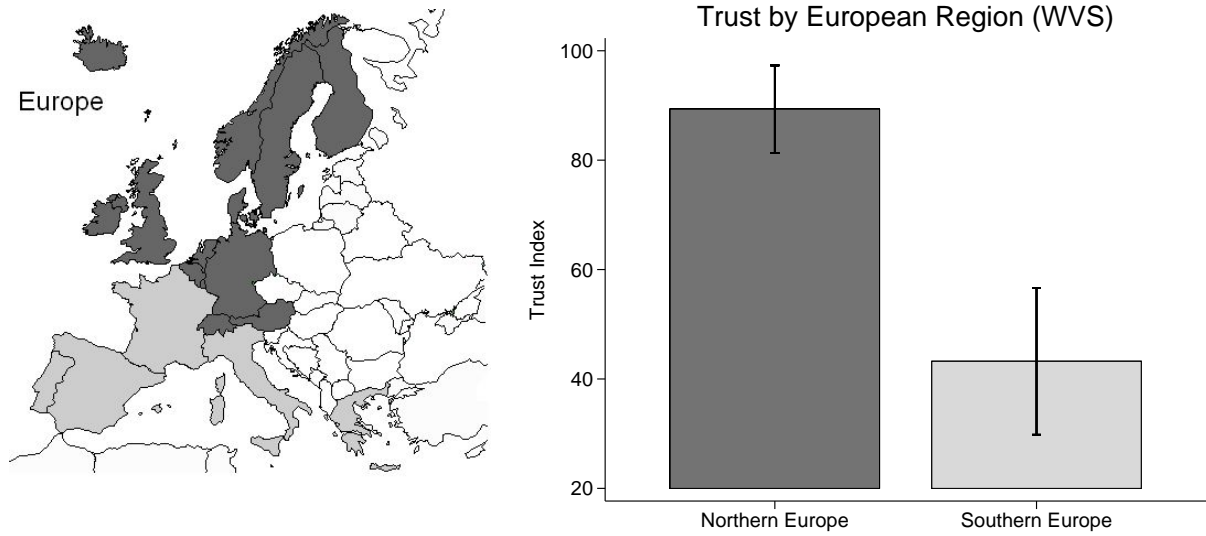 Europe
Trust by European Region (WVS)
Trust Index
100
80
60
40
20
Northern Europe
Southern Europe